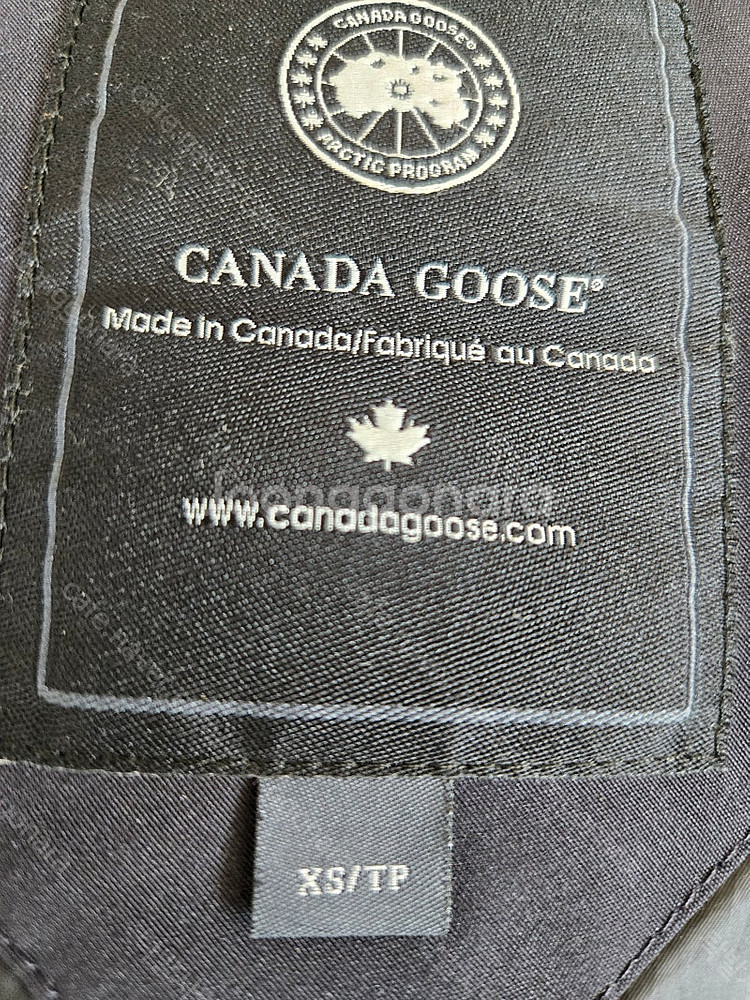 CANADA GOOSE®
ARCTIC PROGRAM
CANADA GOOSE®
Made in Canada/Fabriqué au Canada
www.canadagoose.com
XS/TP